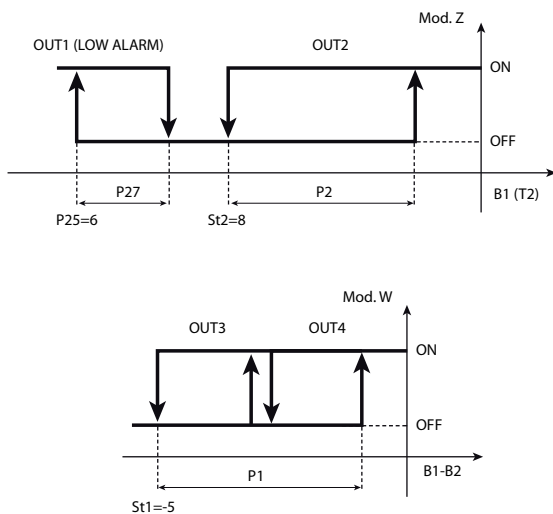 Mod. Z
OUT1 (LOW ALARM)
OUT2
ON
OFF
P27
P2
B1 (T2)
P25=6
St2=8
Mod. W
OUT3
OUT4
ON
OFF
P1
B1-B2
St1=-5